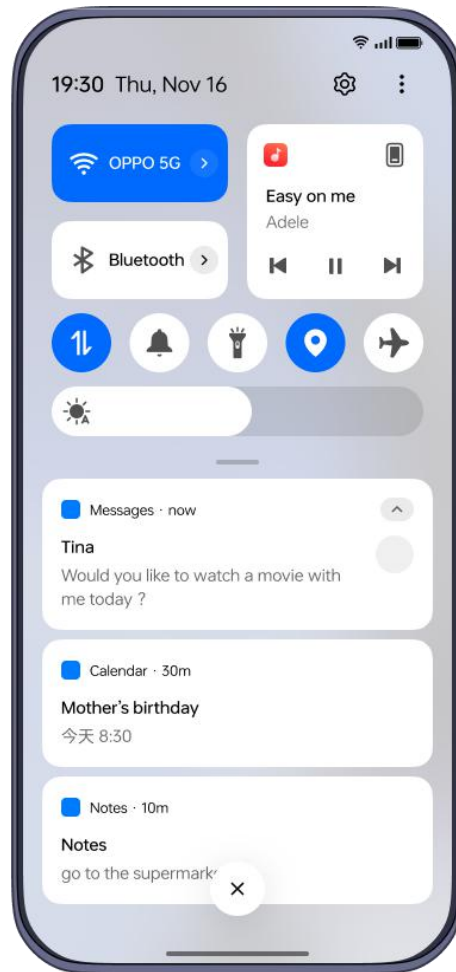 19:30 Thu, Nov 16
OPPO 5G
Easy on me
Adele
Bluetooth
A
Messages · now
Tina
Would you like to watch a movie with
me today ?
Calendar · 30m
Mother's birthday
今天 8:30
Notes · 10m
Notes
go to the